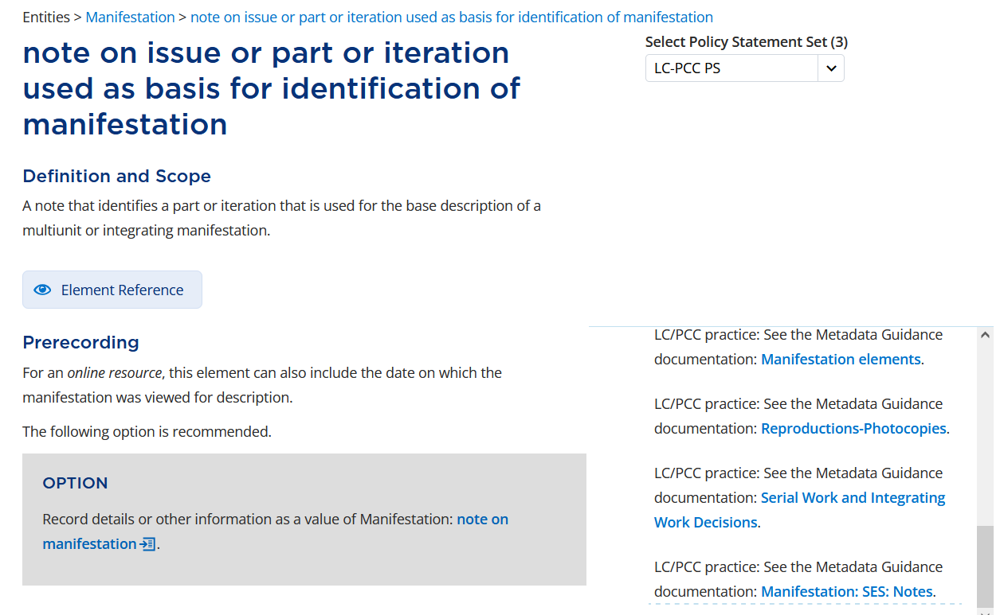 Entities > Manifestation > note on issue or part or iteration used as basis for identification of manifestation
note on issue or part or iteration
used as basis for identification of
manifestation
Select Policy Statement Set (3)
LC-PCC PS
Definition and Scope
A note that identifies a part or iteration that is used for the base description of a
multiunit or integrating manifestation.
Element Reference
Prerecording
For an online resource, this element can also include the date on which the
manifestation was viewed for description.
The following option is recommended.
OPTION
Record details or other information as a value of Manifestation: note on
manifestation.
LC/PCC practice: See the Metadata Guidance
documentation: Manifestation elements.
LC/PCC practice: See the Metadata Guidance
documentation: Reproductions-Photocopies.
LC/PCC practice: See the Metadata Guidance
documentation: Serial Work and Integrating
Work Decisions.
LC/PCC practice: See the Metadata Guidance
documentation: Manifestation: SES: Notes.